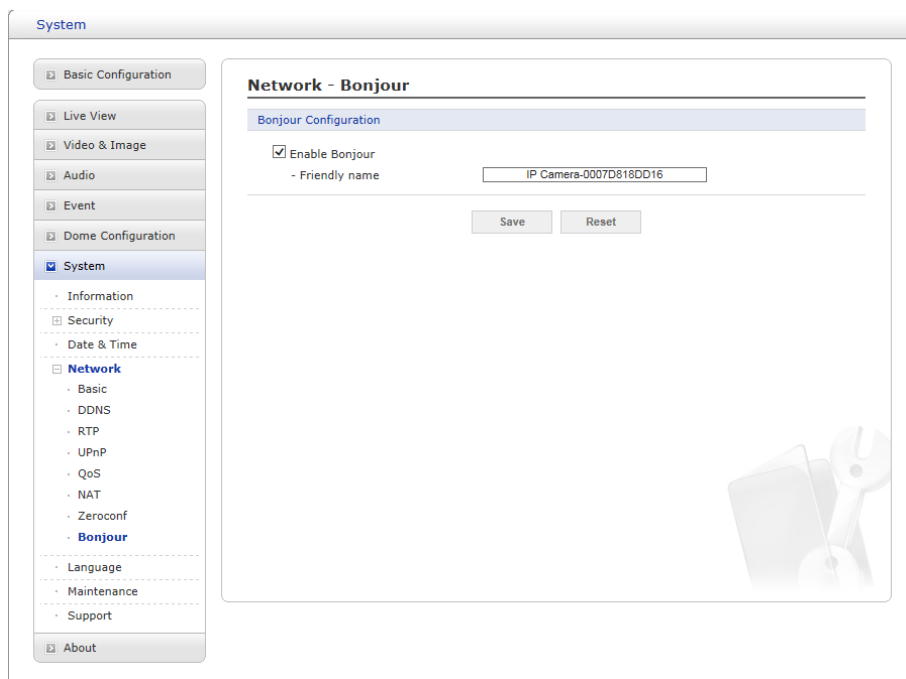 System
Basic Configuration
Live View
Video & Image
Audio
Event
Dome Configuration
System
Information
Security
Date & Time
Network
Basic
DDNS
RTP
UPnP
QoS
NAT
Zeroconf
Bonjour
Language
Maintenance
Support
About
Network - Bonjour
Bonjour Configuration
Enable Bonjour
- Friendly name IP Camera-0007D818DD16
Save Reset